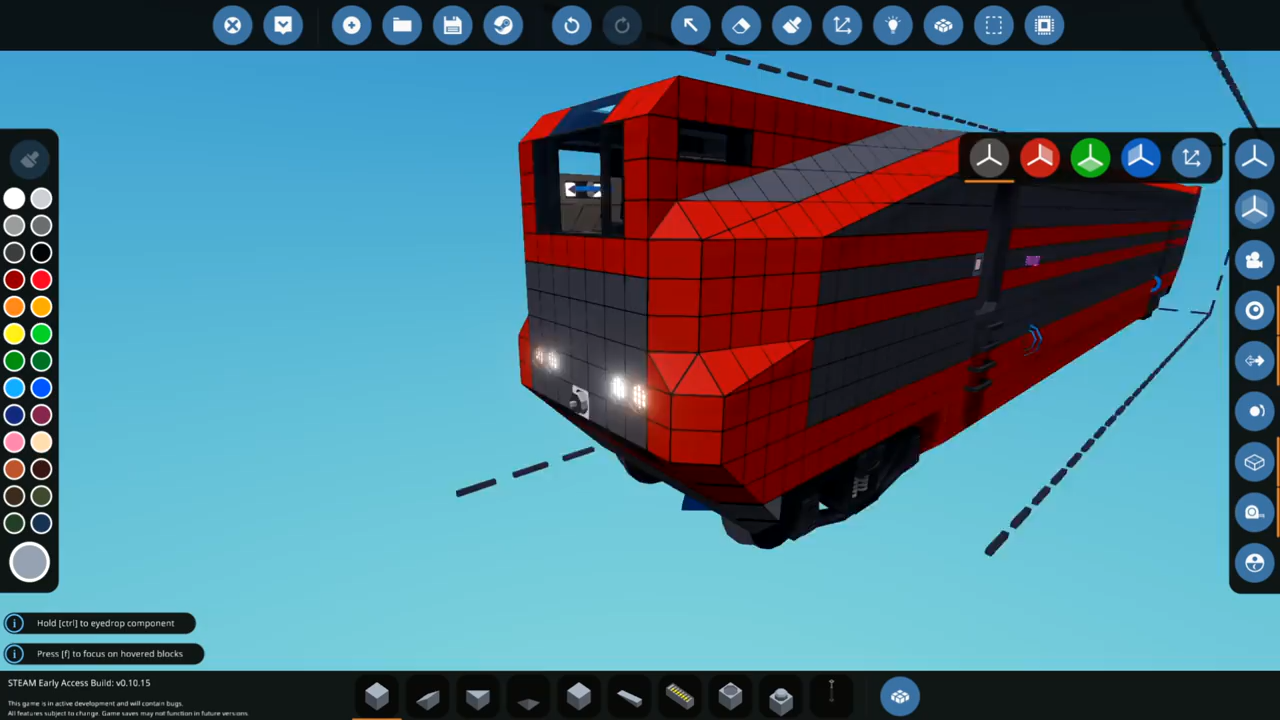 Hold [ctrl] to eyedrop component
Press [f] to focus on hovered blocks
STEAM Early Access Build: v0.10.15
This game is in active development and will contain bugs.
All features subject to change. Game saves may not function in future versions.